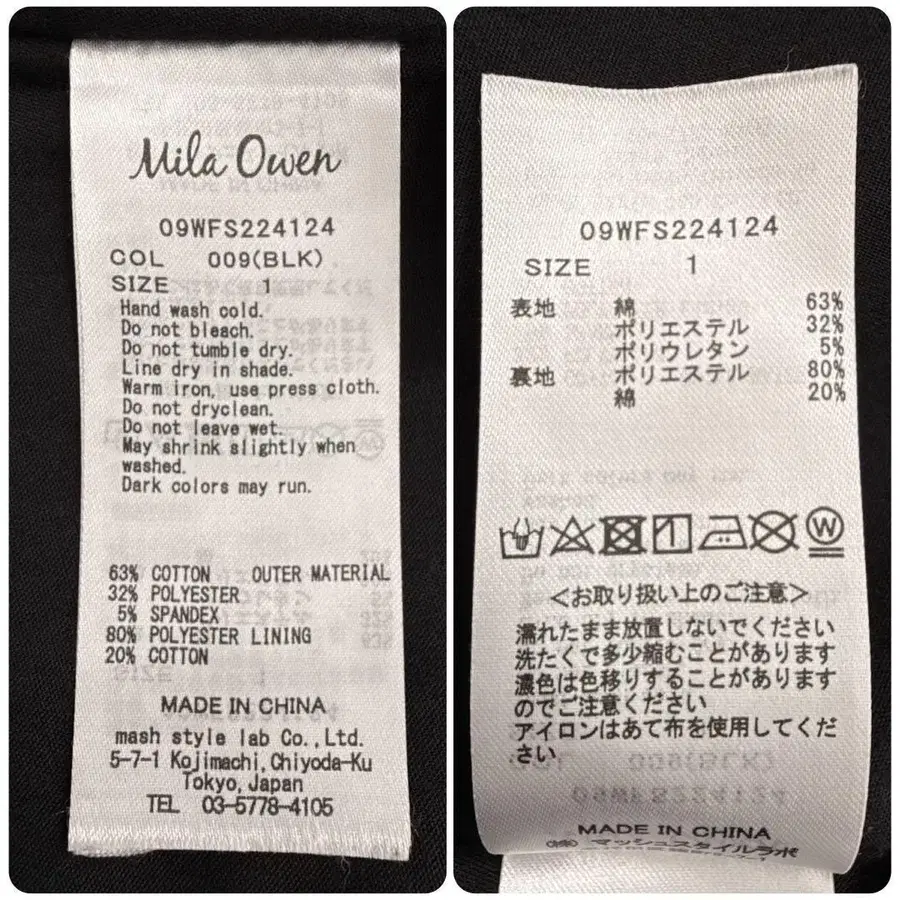 Mila Owen
09WFS224124
COL 009(BLK)
SIZE 1
Hand wash cold.
Do not bleach.
Do not tumble dry.
Line dry in shade.
Warm iron, use press cloth.
Do not dryclean.
Do not leave wet.
May shrink slightly when
washed.
Dark colors may run.
63% COTTON OUTER MATERIAL
32% POLYESTER
5% SPANDEX
80% POLYESTER LINING
20% COTTON
MADE IN CHINA
mash style lab Co.,Ltd.
5-7-1 Kojimachi,Chiyoda-Ku
Tokyo,Japan
TEL 03-5778-4105
09WFS224124
SIZE 1
表地 綿 63%
ポリエステル 32%
ポリウレタン 5%
裏地 ポリエステル 80%
綿 20%
W
<お取り扱い上のご注意>
濡れたまま放置しないでください
洗たくで多少縮むことがあります
濃色は色移りすることがあります
のでご注意ください
アイロンはあて布を使用してくだ
さい
MADE IN CHINA
㈱ マッシュスタイルラボ